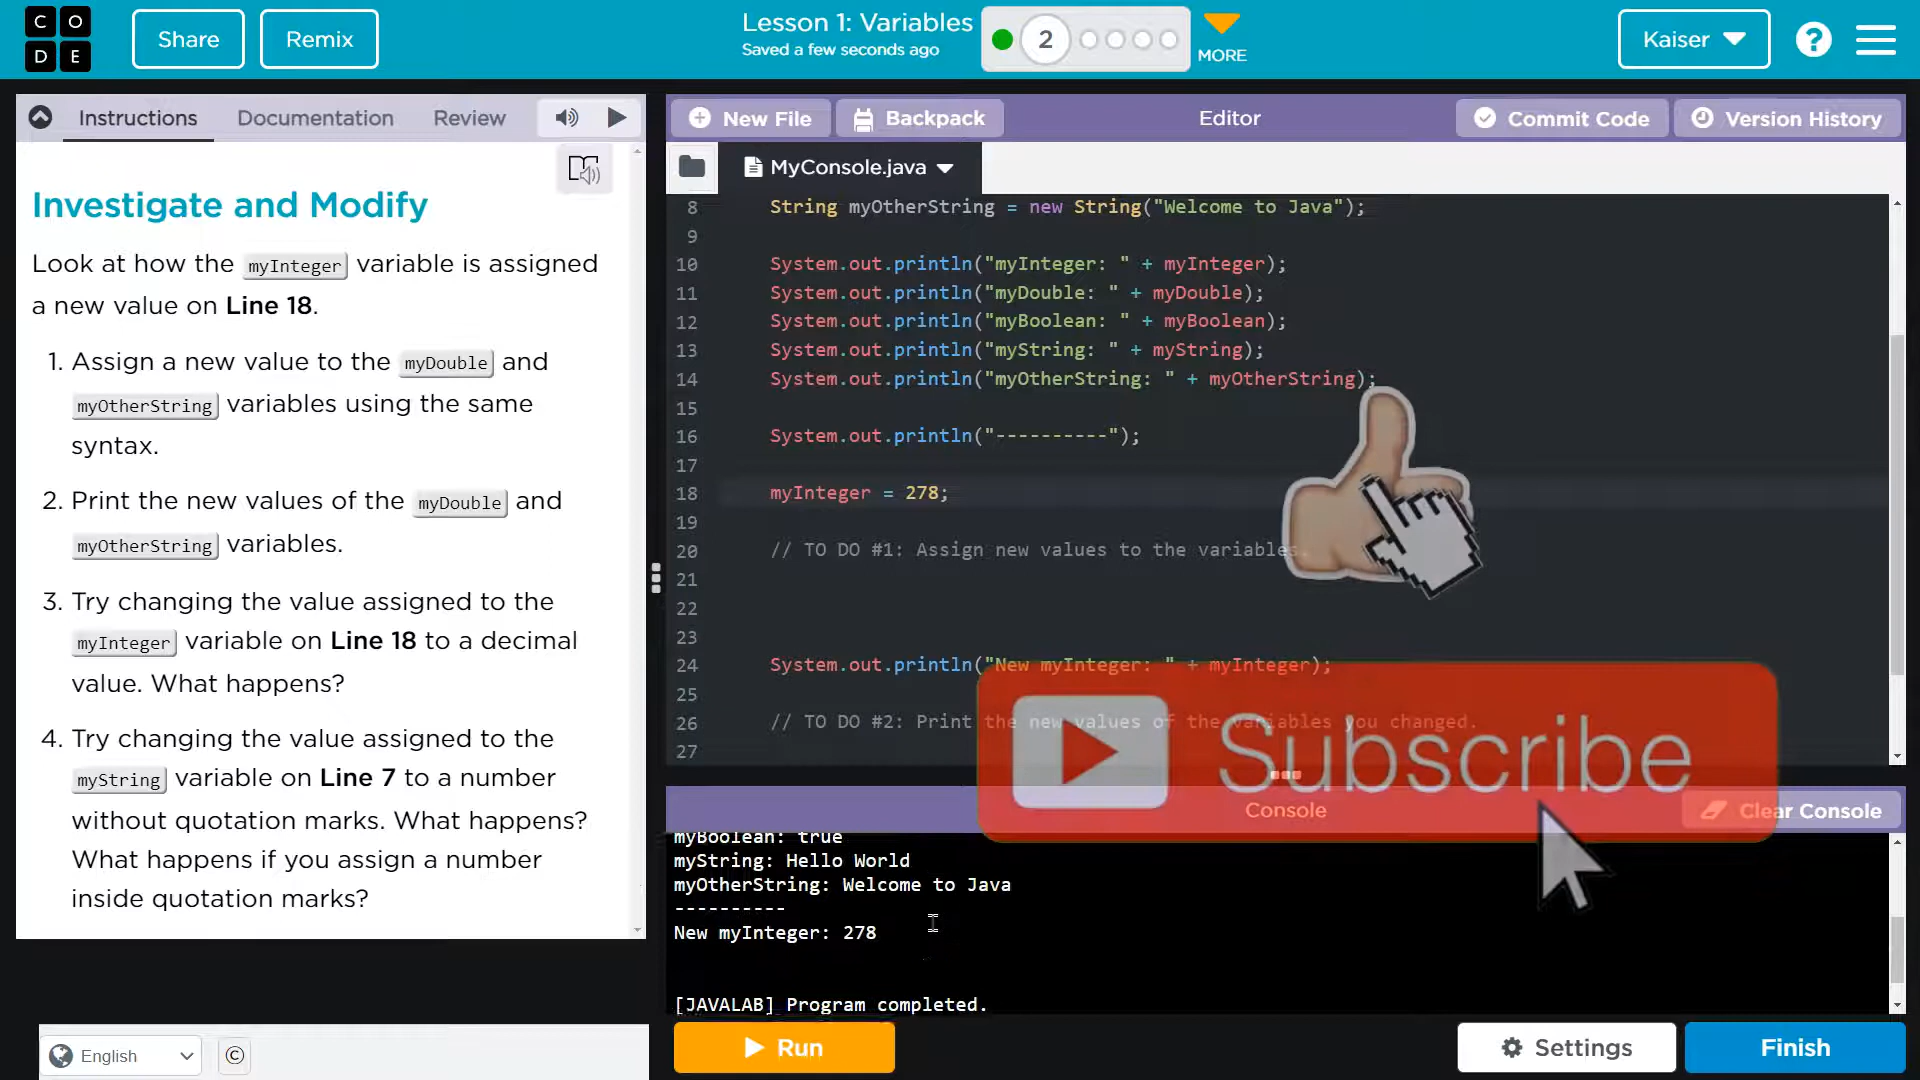 C O D E
Share
Remix
Lesson 1: Variables
Saved a few seconds ago
2
MORE
Kaiser
?
Instructions
Documentation
Review
New File
Backpack
Editor
Commit Code
Version History
MyConsole.java
Investigate and Modify
Look at how the myInteger variable is assigned
a new value on Line 18.
1. Assign a new value to the myDouble and
myOtherString variables using the same
syntax.
2. Print the new values of the myDouble and
myOtherString variables.
3. Try changing the value assigned to the
myInteger variable on Line 18 to a decimal
value. What happens?
4. Try changing the value assigned to the
myString variable on Line 7 to a number
without quotation marks. What happens?
What happens if you assign a number
inside quotation marks?
8 String myOtherString = new String("Welcome to Java");
9
10 System.out.println("myInteger: " + myInteger);
11 System.out.println("myDouble: " + myDouble);
12 System.out.println("myBoolean: " + myBoolean);
13 System.out.println("myString: " + myString);
14 System.out.println("myOtherString: " + myOtherString);
15
16 System.out.println("----------");
17
18 myInteger = 278;
19
20 // TO DO #1: Assign new values to the variables.
21
22
23
24 System.out.println("New myInteger: " + myInteger);
25
26 // TO DO #2: Print the new values of the variables you changed.
27
Subscribe
Console
Clear Console
myBoolean: true
myString: Hello World
myOtherString: Welcome to Java
----------
New myInteger: 278
[JAVALAB] Program completed.
English
©
Run
Settings
Finish